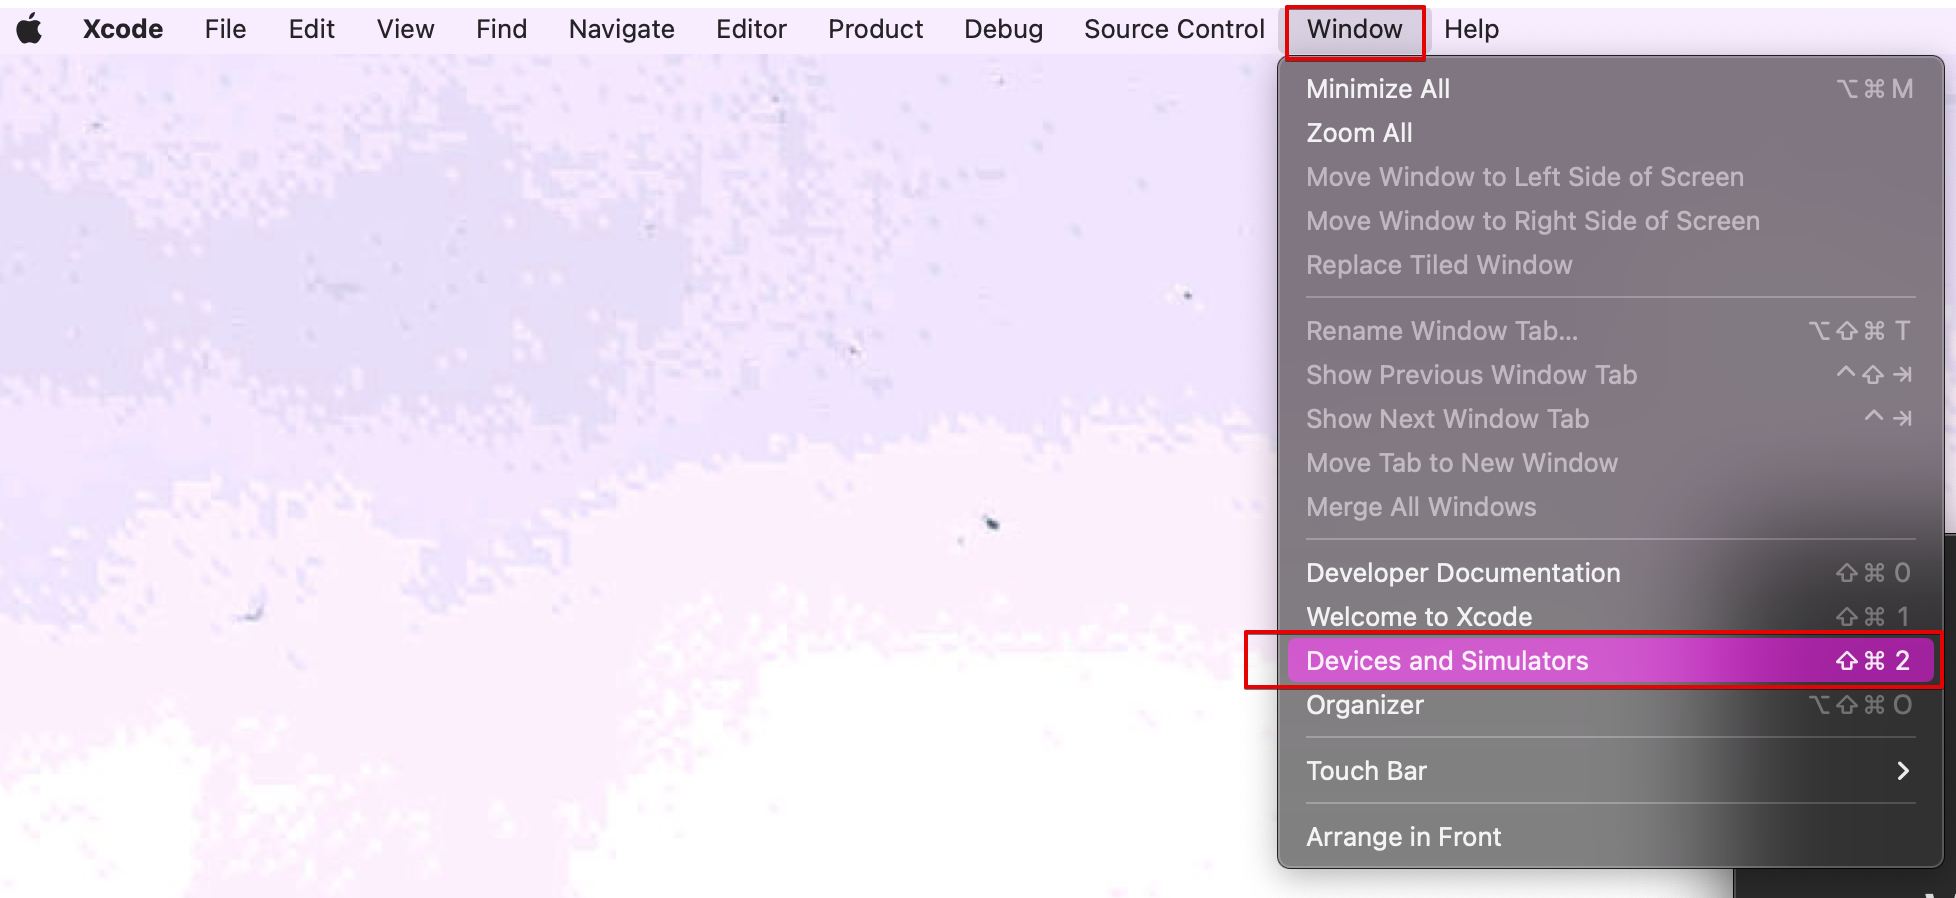 Xcode File Edit View Find Navigate Editor Product Debug Source Control Window Help
Minimize All ⌥⌘M
Zoom All
Move Window to Left Side of Screen
Move Window to Right Side of Screen
Replace Tiled Window
Rename Window Tab... ⌥⇧⌘T
Show Previous Window Tab ^⇧⇥
Show Next Window Tab ^⇥
Move Tab to New Window
Merge All Windows
Developer Documentation ⇧⌘0
Welcome to Xcode ⇧⌘1
Devices and Simulators ⇧⌘2
Organizer ⌥⇧⌘O
Touch Bar
Arrange in Front